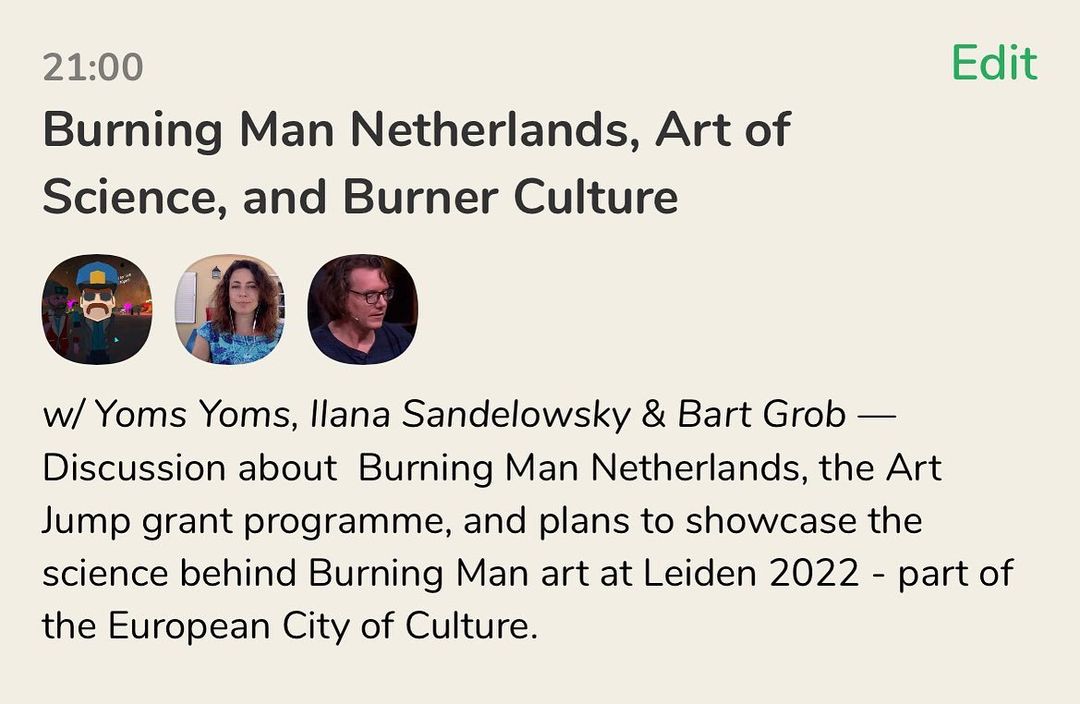 21:00
Edit
Burning Man Netherlands, Art of
Science, and Burner Culture
w/ Yoms Yoms, Ilana Sandelowsky & Bart Grob —
Discussion about  Burning Man Netherlands, the Art
Jump grant programme, and plans to showcase the
science behind Burning Man art at Leiden 2022 - part of
the European City of Culture.